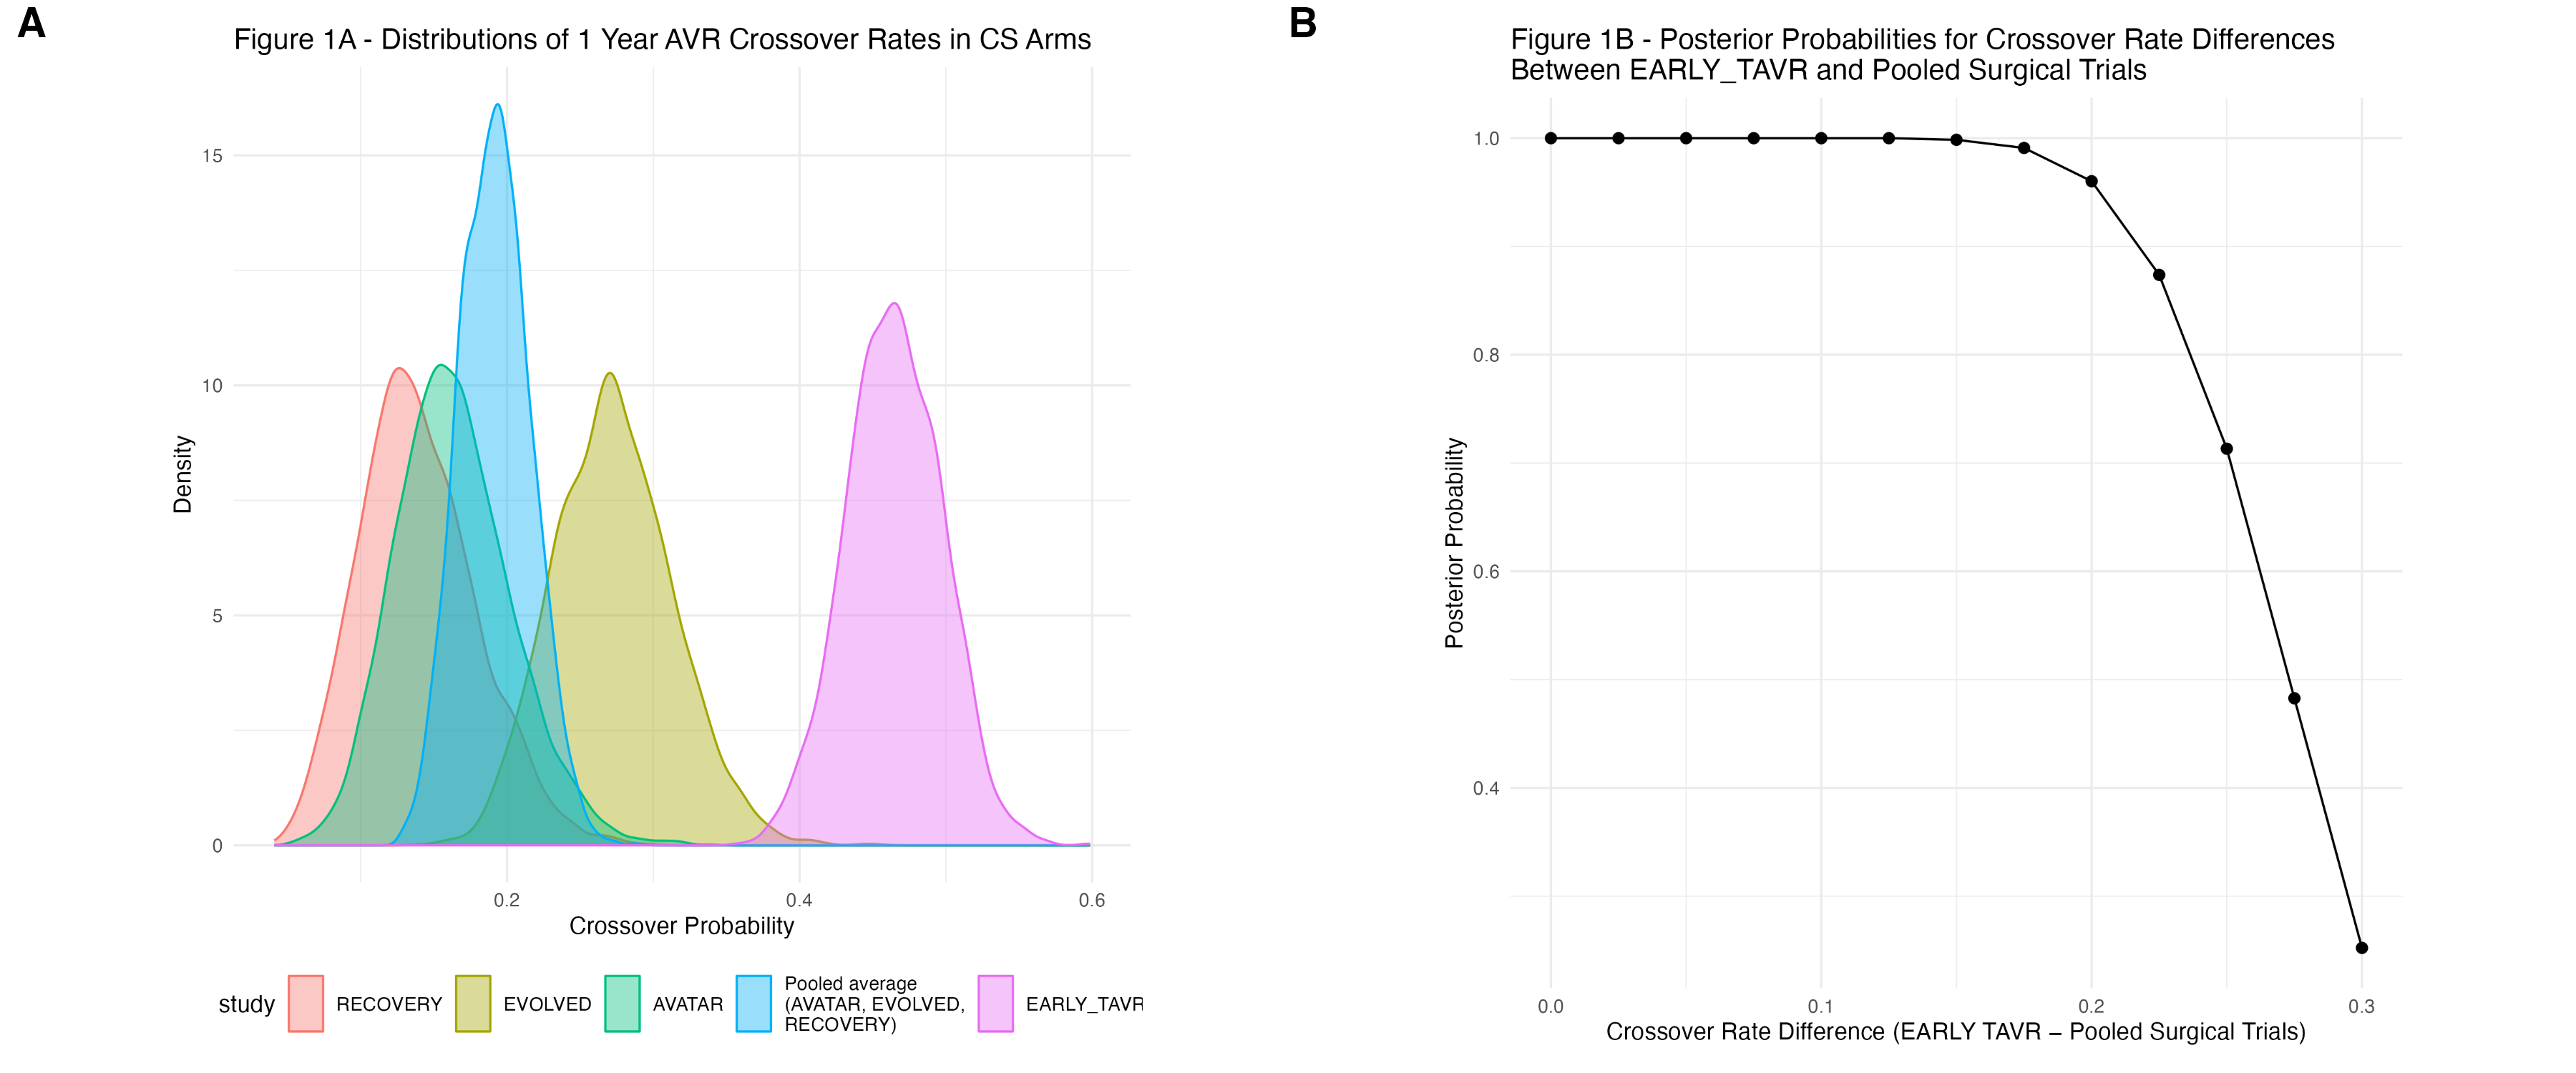 A
Figure 1A - Distributions of 1 Year AVR Crossover Rates in CS Arms
15
10
5
0
Density
0.2
0.4
0.6
Crossover Probability
study
RECOVERY
EVOLVED
AVATAR
Pooled average
(AVATAR, EVOLVED,
RECOVERY)
EARLY_TAVR
B
Figure 1B - Posterior Probabilities for Crossover Rate Differences
Between EARLY_TAVR and Pooled Surgical Trials
1.0
0.8
0.6
0.4
Posterior Probability
0.0
0.1
0.2
0.3
Crossover Rate Difference (EARLY TAVR − Pooled Surgical Trials)